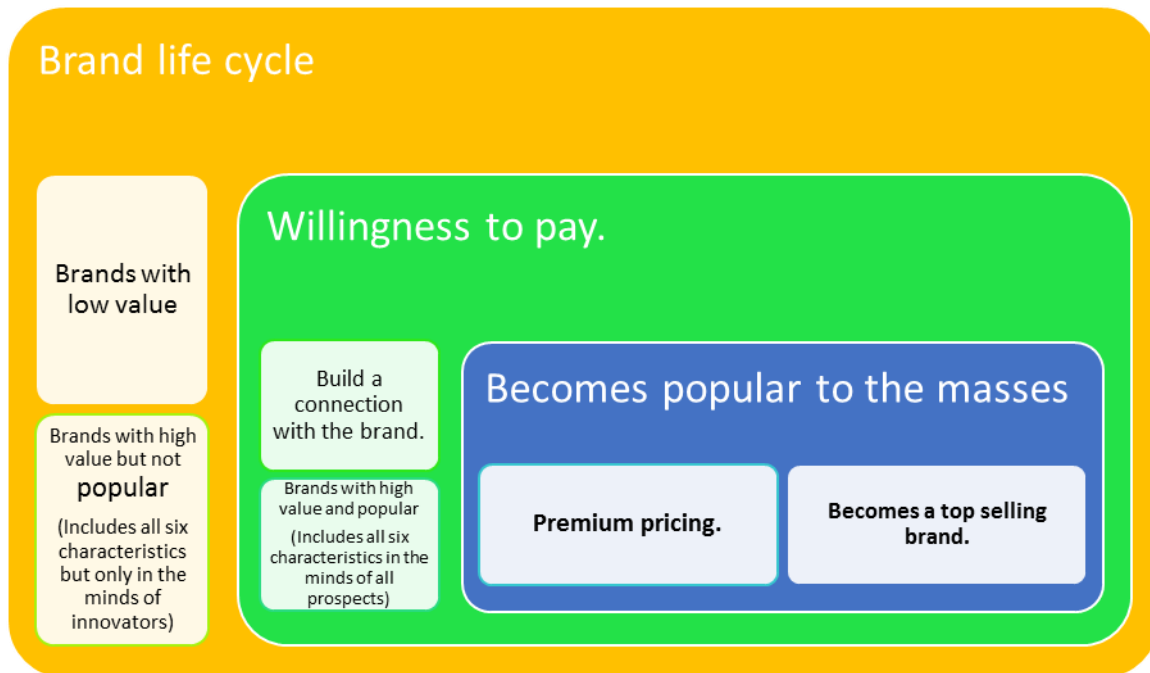 Brand life cycle
Brands with
low value
Brands with high
value but not
popular
(Includes all six
characteristics
but only in the
minds of
innovators)
Willingness to pay.
Build a
connection
with the brand.
Brands with high
value and popular
(Includes all six
characteristics in the
minds of all
prospects)
Becomes popular to the masses
Premium pricing.
Becomes a top selling
brand.